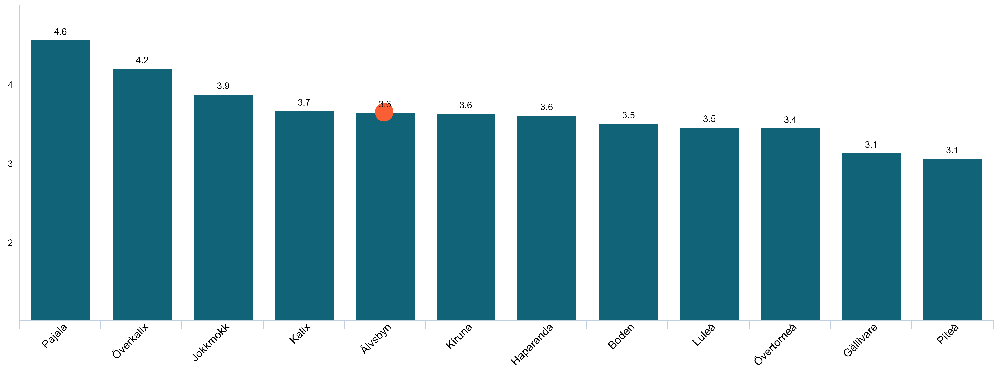 4.6
4.2
3.9
3.7
3.6
3.6
3.6
3.5
3.5
3.4
3.1
3.1
4
3
2
Pajala
Överkalix
Jokkmokk
Kalix
Älvsbyn
Kiruna
Haparanda
Boden
Luleå
Övertorneå
Gällivare
Piteå